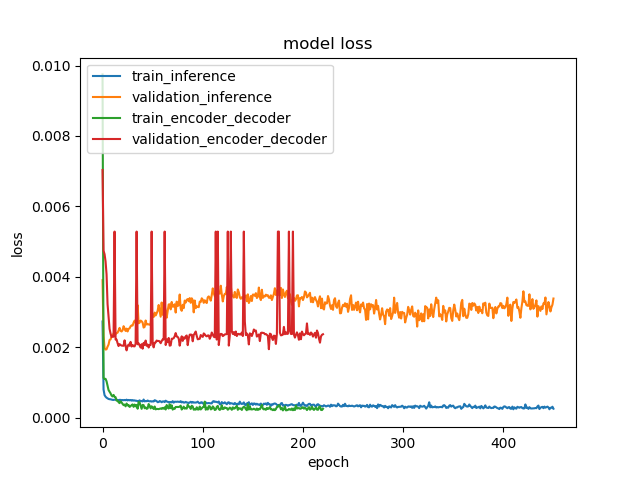 model loss
train_inference
validation_inference
train_encoder_decoder
validation_encoder_decoder
0.010
0.008
0.006
0.004
0.002
0.000
loss
0 100 200 300 400
epoch